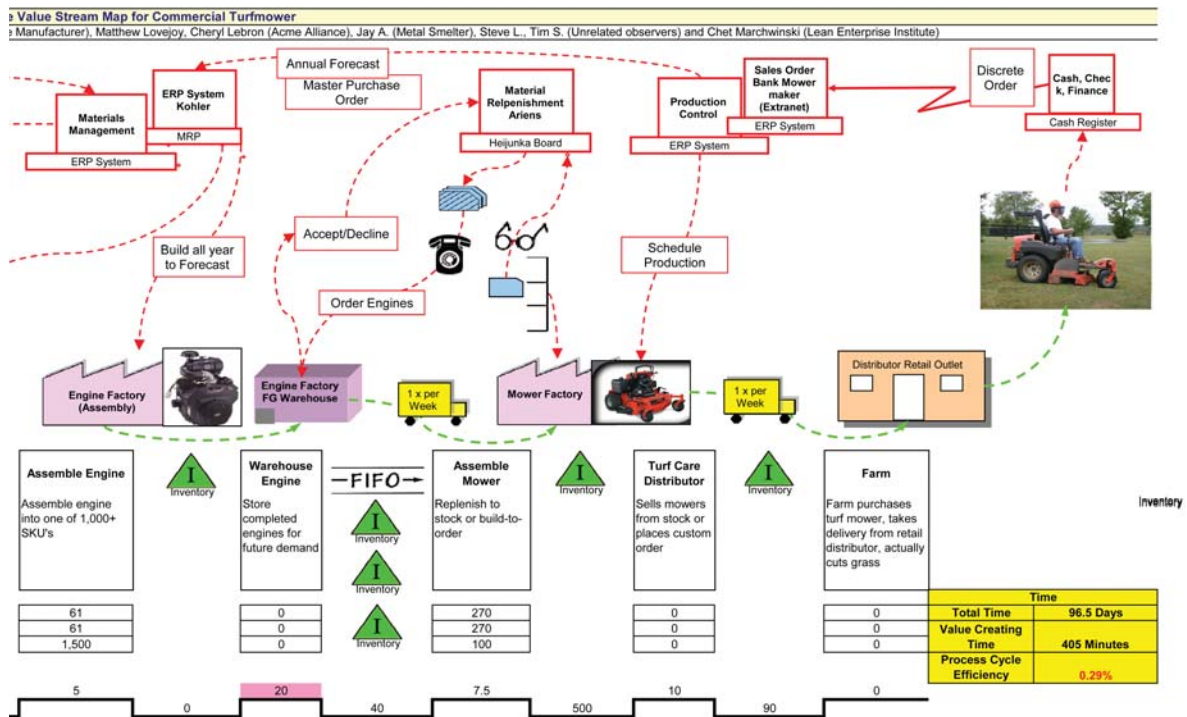 e Value Stream Map for Commercial Turfmower
e Manufacturer), Matthew Lovejoy, Cheryl Lebron (Acme Alliance), Jay A. (Metal Smelter), Steve L., Tim S. (Unrelated observers) and Chet Marchwinski (Lean Enterprise Institute)
Annual Forecast
Master Purchase
Order
ERP System
Kohler
MRP
Materials
Management
ERP System
Material
Relpenishment
Ariens
Heijunka Board
Production
Control
ERP System
Sales Order
Bank Mower
maker
(Extranet)
ERP System
Discrete
Order
Cash, Chec
k, Finance
Cash Register
Build all year
to Forecast
Accept/Decline
Order Engines
Schedule
Production
Engine Factory
(Assembly)
Engine Factory
FG Warehouse
1 x per
Week
Mower Factory
1 x per
Week
Distributor Retail Outlet
Assemble Engine
Assemble engine
into one of 1,000+
SKU's
I
Inventory
Warehouse
Engine
Store
completed
engines for
future demand
FIFO
I
Inventory
I
Inventory
I
Inventory
Assemble
Mower
Replenish to
stock or build-to-
order
I
Inventory
Turf Care
Distributor
Sells mowers
from stock or
places custom
order
I
Inventory
Farm
Farm purchases
turf mower, takes
delivery from retail
distributor, actually
cuts grass
Inventory
61 0 270 0 0
61 0 270 0 0
1,500 0 100 0 0
Time
Total Time 96.5 Days
Value Creating
Time 405 Minutes
Process Cycle
Efficiency 0.29%
5 20 7.5 10 0
0 40 500 90